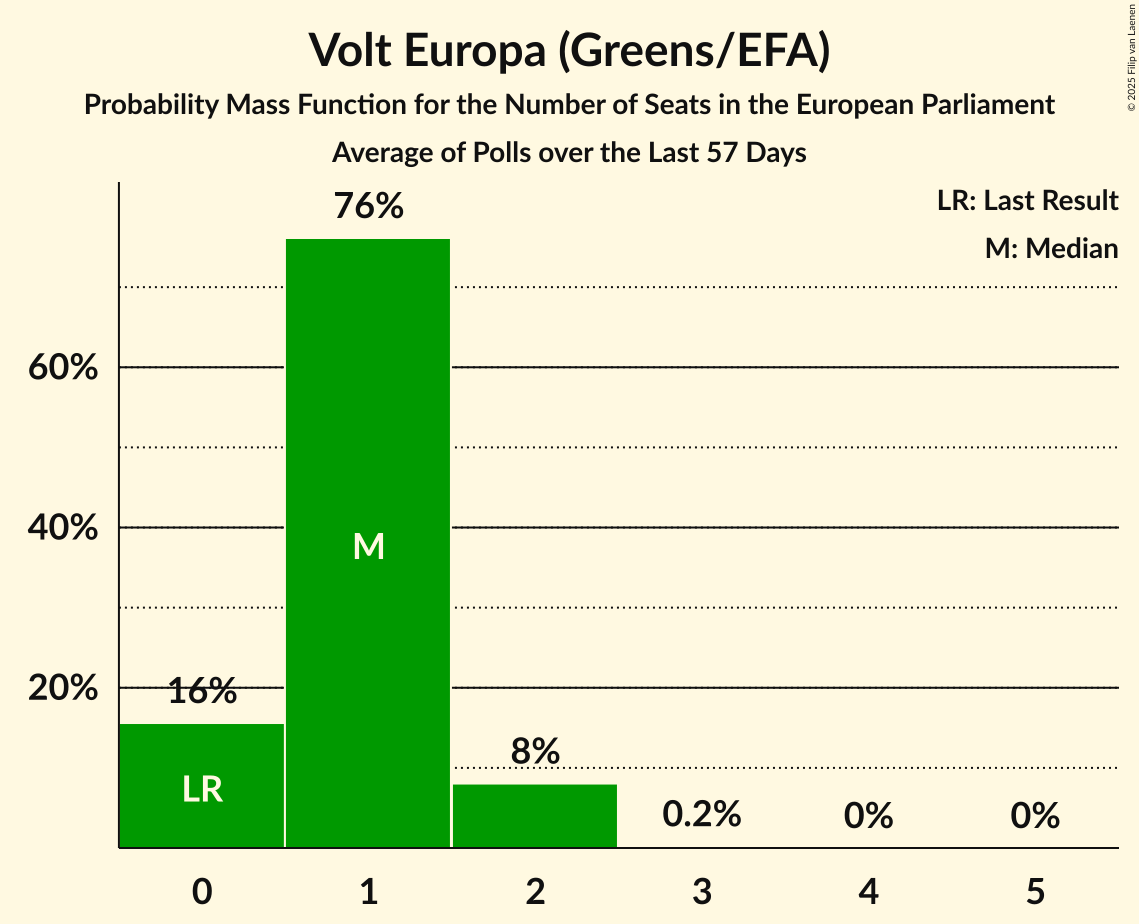 Volt Europa (Greens/EFA)
Probability Mass Function for the Number of Seats in the European Parliament
Average of Polls over the Last 57 Days
© 2025 Filip van Laenen
LR: Last Result
M: Median
76%
60%
40%
M
20%
16%
8%
LR
0.2%
0%
0%
0 1 2 3 4 5